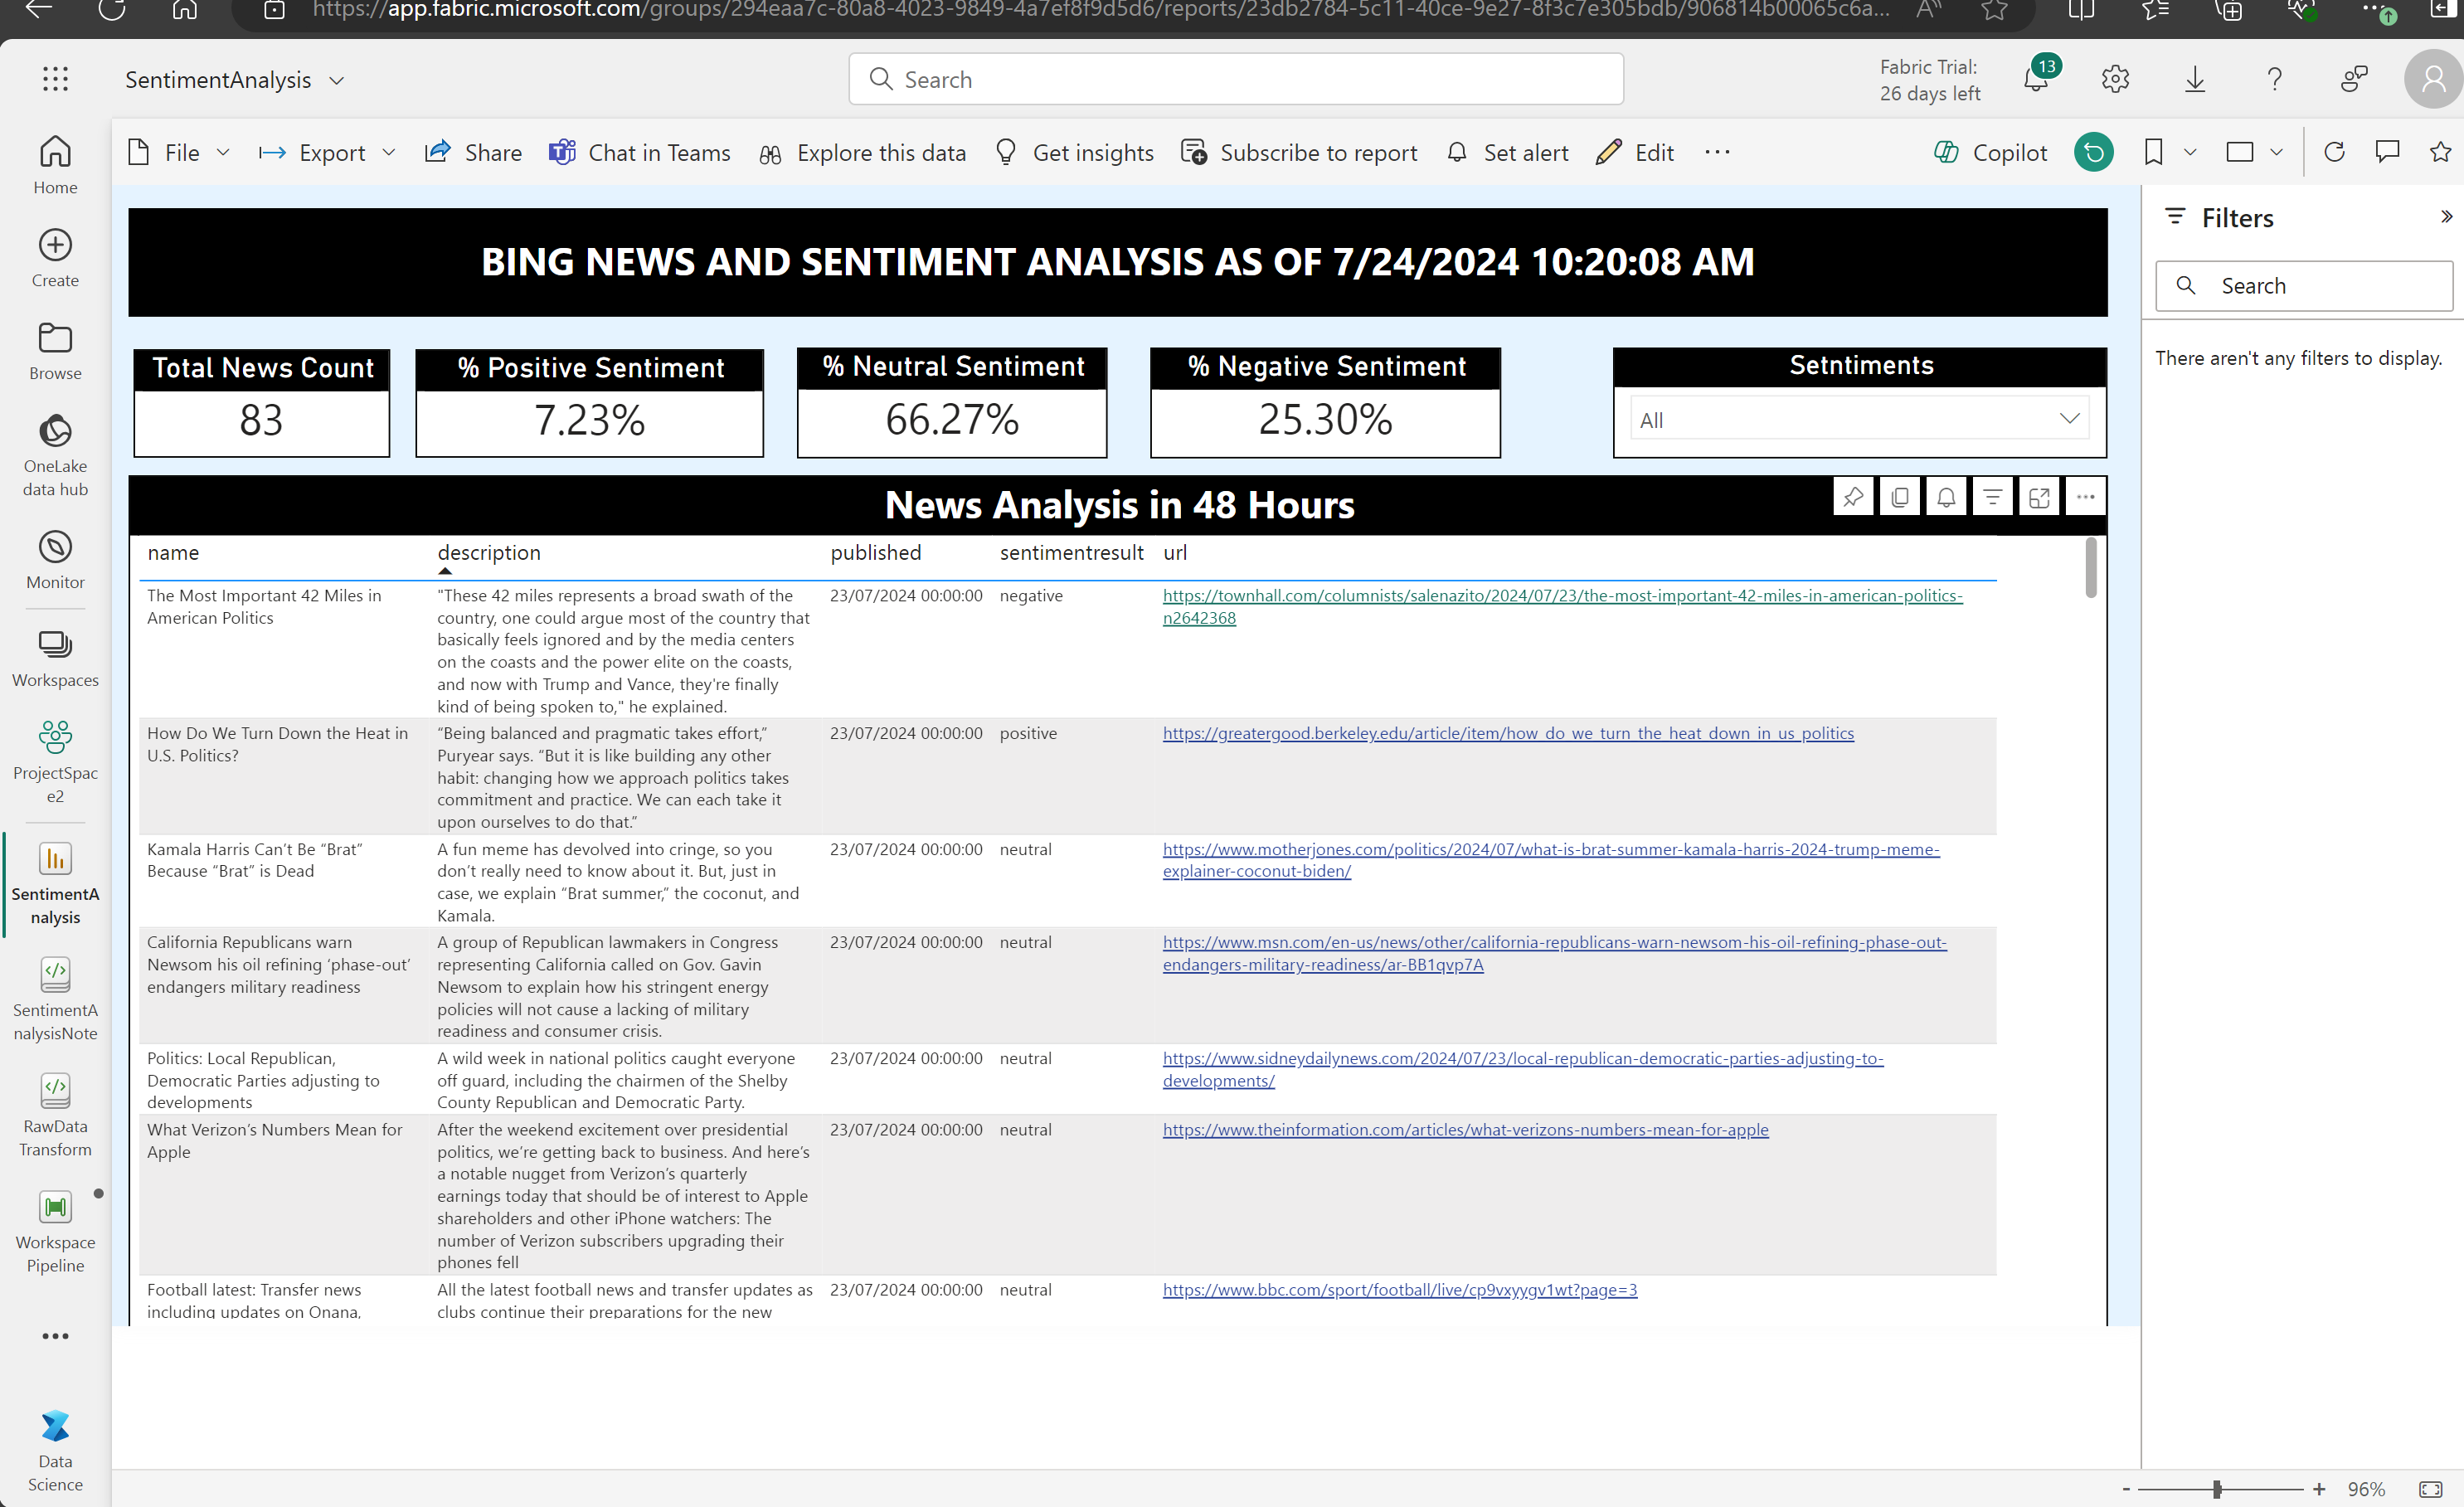 https://app.fabric.microsoft.com/groups/294eaa7c-80a8-4023-9849-4a7ef8f9d5d6/reports/23db2784-5c11-40ce-9e27-8f3c7e305bdb/906814b00065c6a...
SentimentAnalysis
Search
Fabric Trial:
26 days left
13
File
Export
Share
Chat in Teams
Explore this data
Get insights
Subscribe to report
Set alert
Edit
Copilot
Home
Create
Browse
OneLake
data hub
Monitor
Workspaces
ProjectSpac
e2
SentimentA
nalysis
SentimentA
nalysisNote
RawData
Transform
Workspace
Pipeline
Data
Science
BING NEWS AND SENTIMENT ANALYSIS AS OF 7/24/2024 10:20:08 AM
Total News Count
83
% Positive Sentiment
7.23%
% Neutral Sentiment
66.27%
% Negative Sentiment
25.30%
Setntiments
All
News Analysis in 48 Hours
name description published sentimentresult url
The Most Important 42 Miles in
American Politics
"These 42 miles represents a broad swath of the
country, one could argue most of the country that
basically feels ignored and by the media centers
on the coasts and the power elite on the coasts,
and now with Trump and Vance, they're finally
kind of being spoken to," he explained.
23/07/2024 00:00:00
negative
https://townhall.com/columnists/salenazito/2024/07/23/the-most-important-42-miles-in-american-politics-
n2642368
How Do We Turn Down the Heat in
U.S. Politics?
“Being balanced and pragmatic takes effort,”
Puryear says. “But it is like building any other
habit: changing how we approach politics takes
commitment and practice. We can each take it
upon ourselves to do that.”
23/07/2024 00:00:00
positive
https://greatergood.berkeley.edu/article/item/how_do_we_turn_the_heat_down_in_us_politics
Kamala Harris Can’t Be “Brat”
Because “Brat” is Dead
A fun meme has devolved into cringe, so you
don’t really need to know about it. But, just in
case, we explain “Brat summer,” the coconut, and
Kamala.
23/07/2024 00:00:00
neutral
https://www.motherjones.com/politics/2024/07/what-is-brat-summer-kamala-harris-2024-trump-meme-
explainer-coconut-biden/
California Republicans warn
Newsom his oil refining ‘phase-out’
endangers military readiness
A group of Republican lawmakers in Congress
representing California called on Gov. Gavin
Newsom to explain how his stringent energy
policies will not cause a lacking of military
readiness and consumer crisis.
23/07/2024 00:00:00
neutral
https://www.msn.com/en-us/news/other/california-republicans-warn-newsom-his-oil-refining-phase-out-
endangers-military-readiness/ar-BB1qvp7A
Politics: Local Republican,
Democratic Parties adjusting to
developments
A wild week in national politics caught everyone
off guard, including the chairmen of the Shelby
County Republican and Democratic Party.
23/07/2024 00:00:00
neutral
https://www.sidneydailynews.com/2024/07/23/local-republican-democratic-parties-adjusting-to-
developments/
What Verizon’s Numbers Mean for
Apple
After the weekend excitement over presidential
politics, we’re getting back to business. And here’s
a notable nugget from Verizon’s quarterly
earnings today that should be of interest to Apple
shareholders and other iPhone watchers: The
number of Verizon subscribers upgrading their
phones fell
23/07/2024 00:00:00
neutral
https://www.theinformation.com/articles/what-verizons-numbers-mean-for-apple
Football latest: Transfer news
including updates on Onana,
All the latest football news and transfer updates as
clubs continue their preparations for the new
23/07/2024 00:00:00
neutral
https://www.bbc.com/sport/football/live/cp9vxyygv1wt?page=3
Filters
Search
There aren't any filters to display.
- + 96%